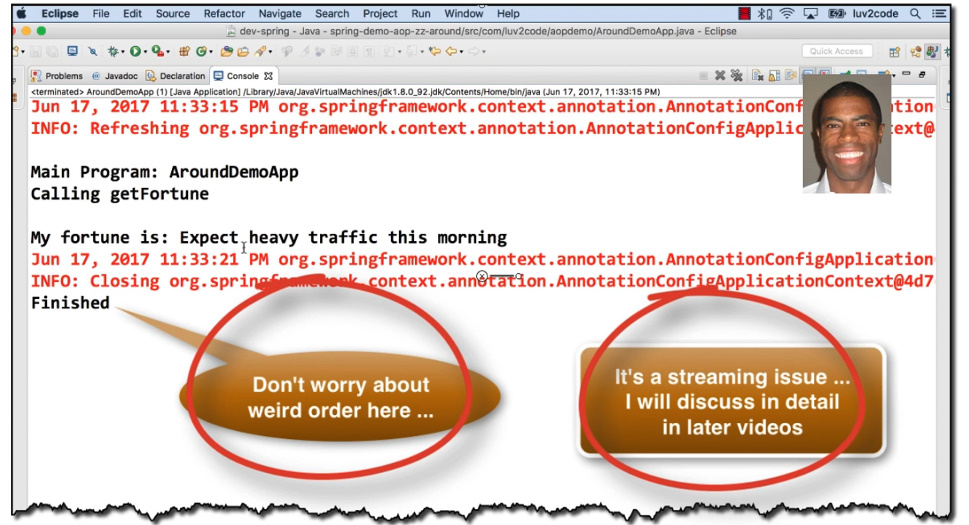 Eclipse File Edit Source Refactor Navigate Search Project Run Window Help luv2code
dev-spring - Java - spring-demo-aop-zz-around/src/com/luv2code/aopdemo/AroundDemoApp.java - Eclipse
Quick Access
Problems Javadoc Declaration Console
<terminated> AroundDemoApp (1) [Java Application] /Library/Java/JavaVirtualMachines/jdk1.8.0_92.jdk/Contents/Home/bin/java (Jun 17, 2017, 11:33:15 PM)
Jun 17, 2017 11:33:15 PM org.springframework.context.annotation.AnnotationConf ation
INFO: Refreshing org.springframework.context.annotation.AnnotationConfigApplic ext@
Main Program: AroundDemoApp
Calling getFortune
My fortune is: Expect heavy traffic this morning
Jun 17, 2017 11:33:21 PM org.springframework.context.annotation.AnnotationConfigApplication
INFO: Closing org.springframework.context.annotation.AnnotationConfigApplicationContext@4d7
Finished
Don't worry about
weird order here ...
It's a streaming issue ...
I will discuss in detail
in later videos